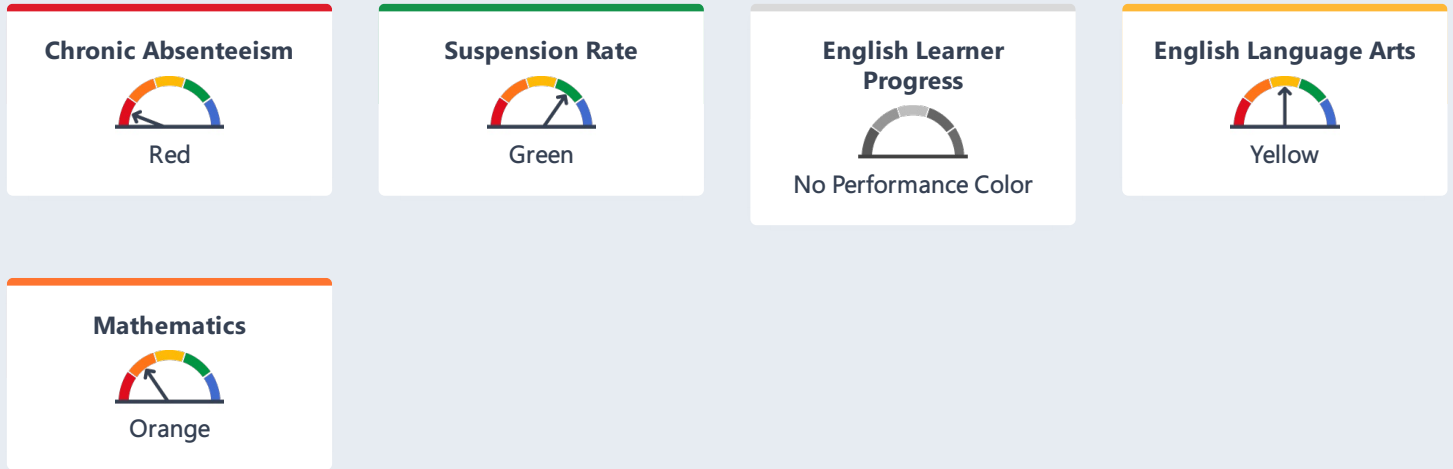 Chronic Absenteeism
Red
Suspension Rate
Green
English Learner
Progress
No Performance Color
English Language Arts
Yellow
Mathematics
Orange